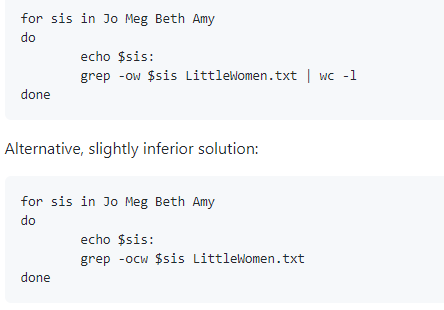 for sis in Jo Meg Beth Amy
do
        echo $sis:
        grep -ow $sis LittleWomen.txt | wc -l
done
Alternative, slightly inferior solution:
for sis in Jo Meg Beth Amy
do
        echo $sis:
        grep -ocw $sis LittleWomen.txt
done